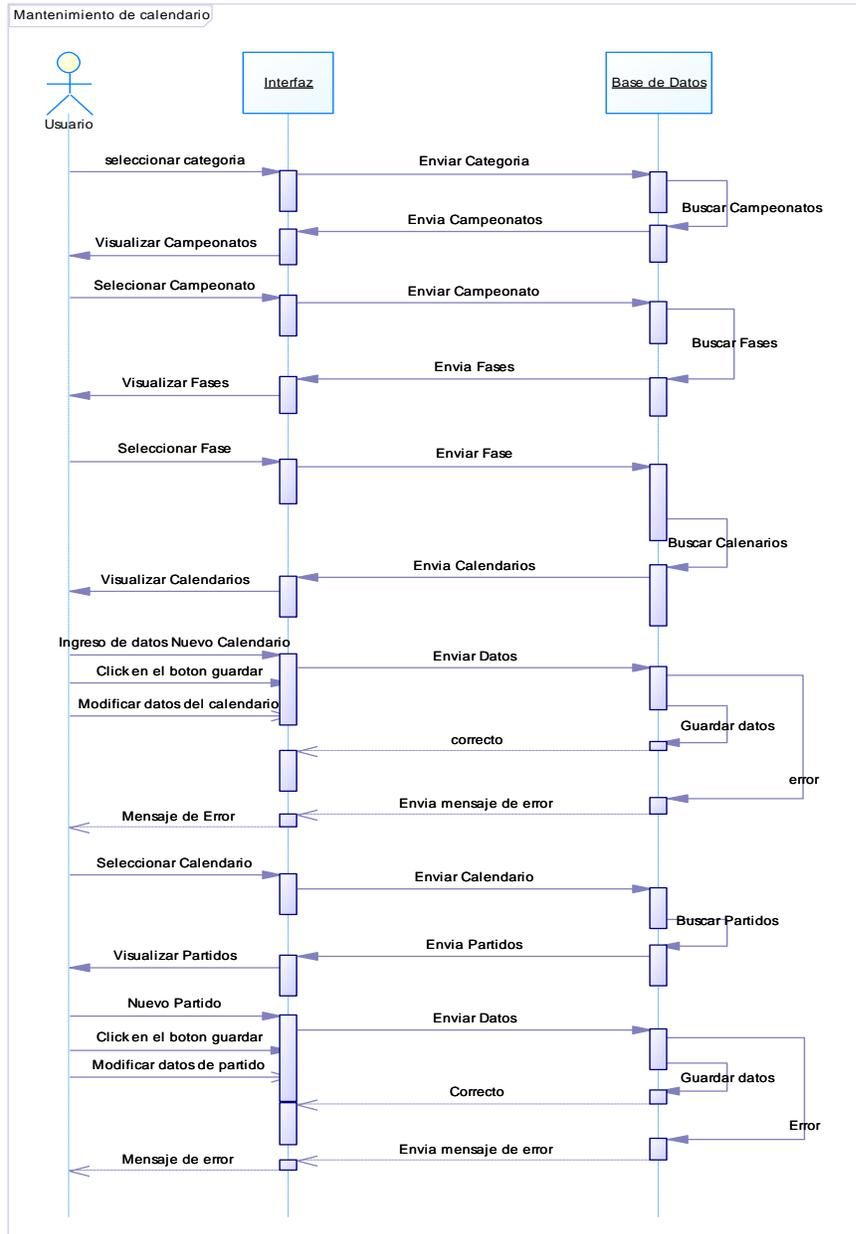 Mantenimiento de calendario
Usuario
Interfaz
Base de Datos
seleccionar categoria
Enviar Categoria
Buscar Campeonatos
Envia Campeonatos
Visualizar Campeonatos
Selecionar Campeonato
Enviar Campeonato
Buscar Fases
Envia Fases
Visualizar Fases
Seleccionar Fase
Enviar Fase
Buscar Calenarios
Envia Calendarios
Visualizar Calendarios
Ingreso de datos Nuevo Calendario
Enviar Datos
Click en el boton guardar
Modificar datos del calendario
Guardar datos
correcto
error
Envia mensaje de error
Mensaje de Error
Seleccionar Calendario
Enviar Calendario
Buscar Partidos
Envia Partidos
Visualizar Partidos
Nuevo Partido
Enviar Datos
Click en el boton guardar
Modificar datos de partido
Guardar datos
Correcto
Error
Envia mensaje de error
Mensaje de error